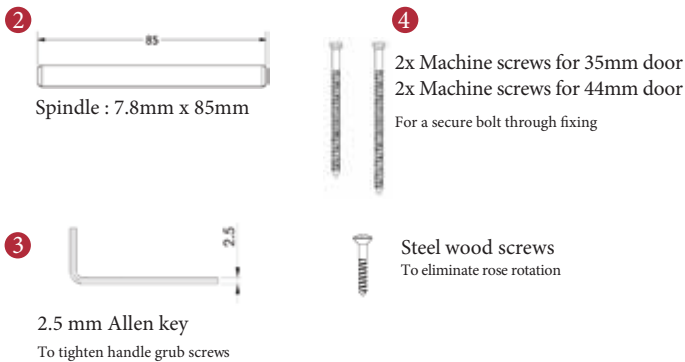 2
85
Spindle : 7.8mm x 85mm
4
2x Machine screws for 35mm door
2x Machine screws for 44mm door
For a secure bolt through fixing
3
2.5
2.5 mm Allen key
To tighten handle grub screws
Steel wood screws
To eliminate rose rotation